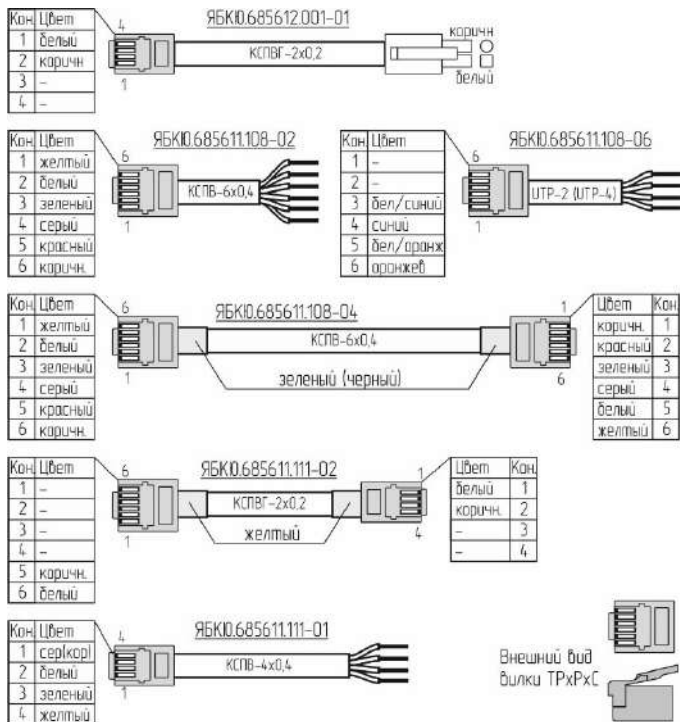 ЯБКЮ.685612.001-01
Кон. Цвет
1 белый
2 коричн
3 -
4 -
4
1
КСПВГ-2х0,2
коричн
белый
ЯБКЮ.685611.108-02
Кон. Цвет
1 желтый
2 белый
3 зеленый
4 серый
5 красный
6 коричн.
6
1
КСПВ-6х0,4
ЯБКЮ.685611.108-06
Кон. Цвет
1 -
2 -
3 бел/синий
4 синий
5 бел/оранж
6 оранжев
6
1
UTP-2 (UTP-4)
ЯБКЮ.685611.108-04
Кон. Цвет
1 желтый
2 белый
3 зеленый
4 серый
5 красный
6 коричн.
6
1
КСПВ-6х0,4
зеленый (черный)
1
6
Цвет Кон.
коричн. 1
красный 2
зеленый 3
серый 4
белый 5
желтый 6
ЯБКЮ.685611.111-02
Кон. Цвет
1 -
2 -
3 -
4 -
5 коричн.
6 белый
6
1
КСПВГ-2х0,2
желтый
1
4
Цвет Кон.
белый 1
коричн. 2
- 3
- 4
ЯБКЮ.685611.111-01
Кон. Цвет
1 сер(кор)
2 белый
3 зеленый
4 желтый
4
1
КСПВ-4х0,4
Внешний вид
вилки TPxPxC